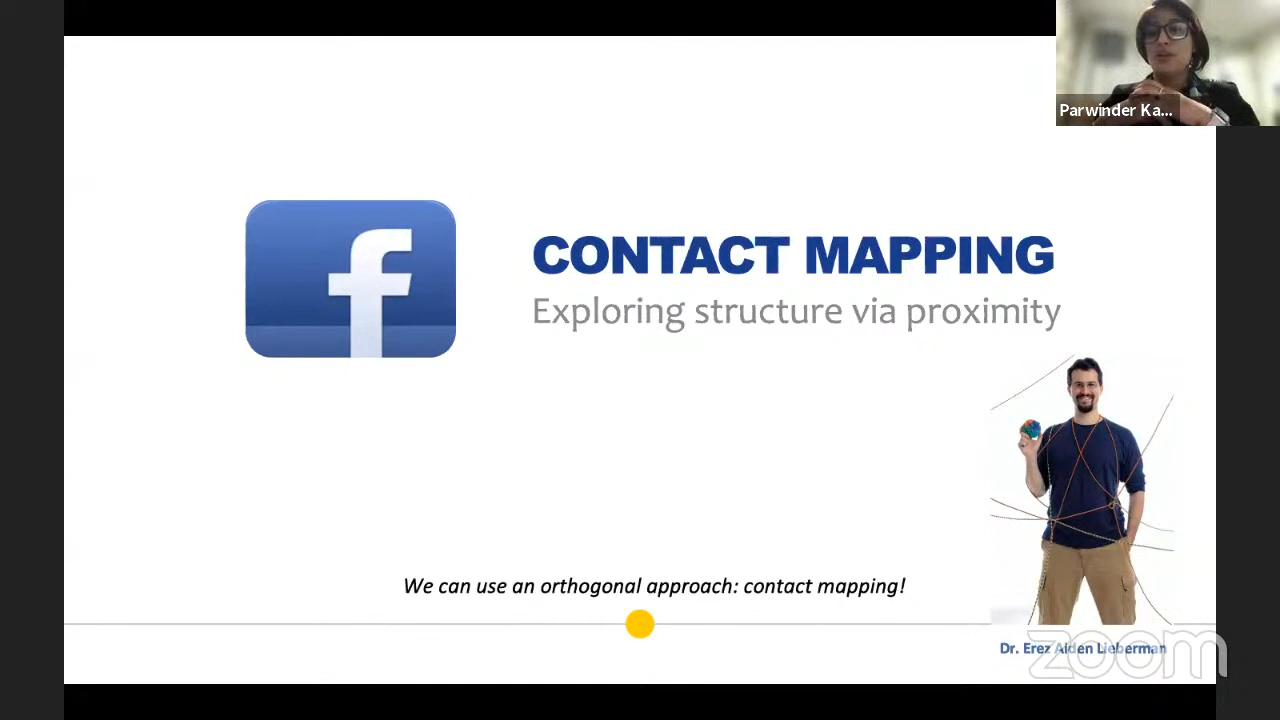 Parwinder Ka...
f
CONTACT MAPPING
Exploring structure via proximity
We can use an orthogonal approach: contact mapping!
Dr. Erez Aiden Lieberman
zoom